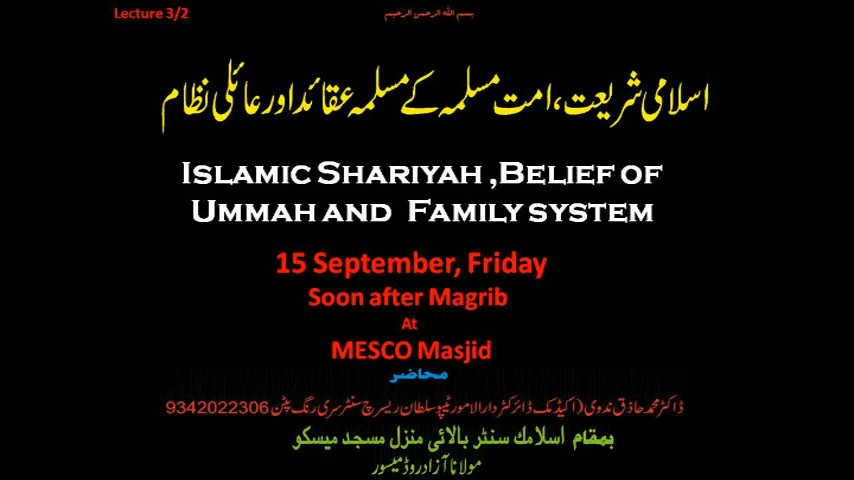 Lecture 3/2
بسم اللہ الرحمن الرحیم
اسلامی شریعت، امت مسلمہ کے مسلمہ عقائد اور عائلی نظام
ISLAMIC SHARIYAH ,BELIEF OF
UMMAH AND FAMILY SYSTEM
15 September, Friday
Soon after Magrib
At
MESCO Masjid
محاضر
ڈاکٹر محمد حاذق ندوی (اکیڈمک ڈائرکٹر دارالامور ٹیپو سلطان ریسرچ سنٹر سری رنگ پٹن 9342022306
بمقام اسلامك سنٹر بالائی منزل مسجد میسکو
مولانا آزاد روڈ میسور